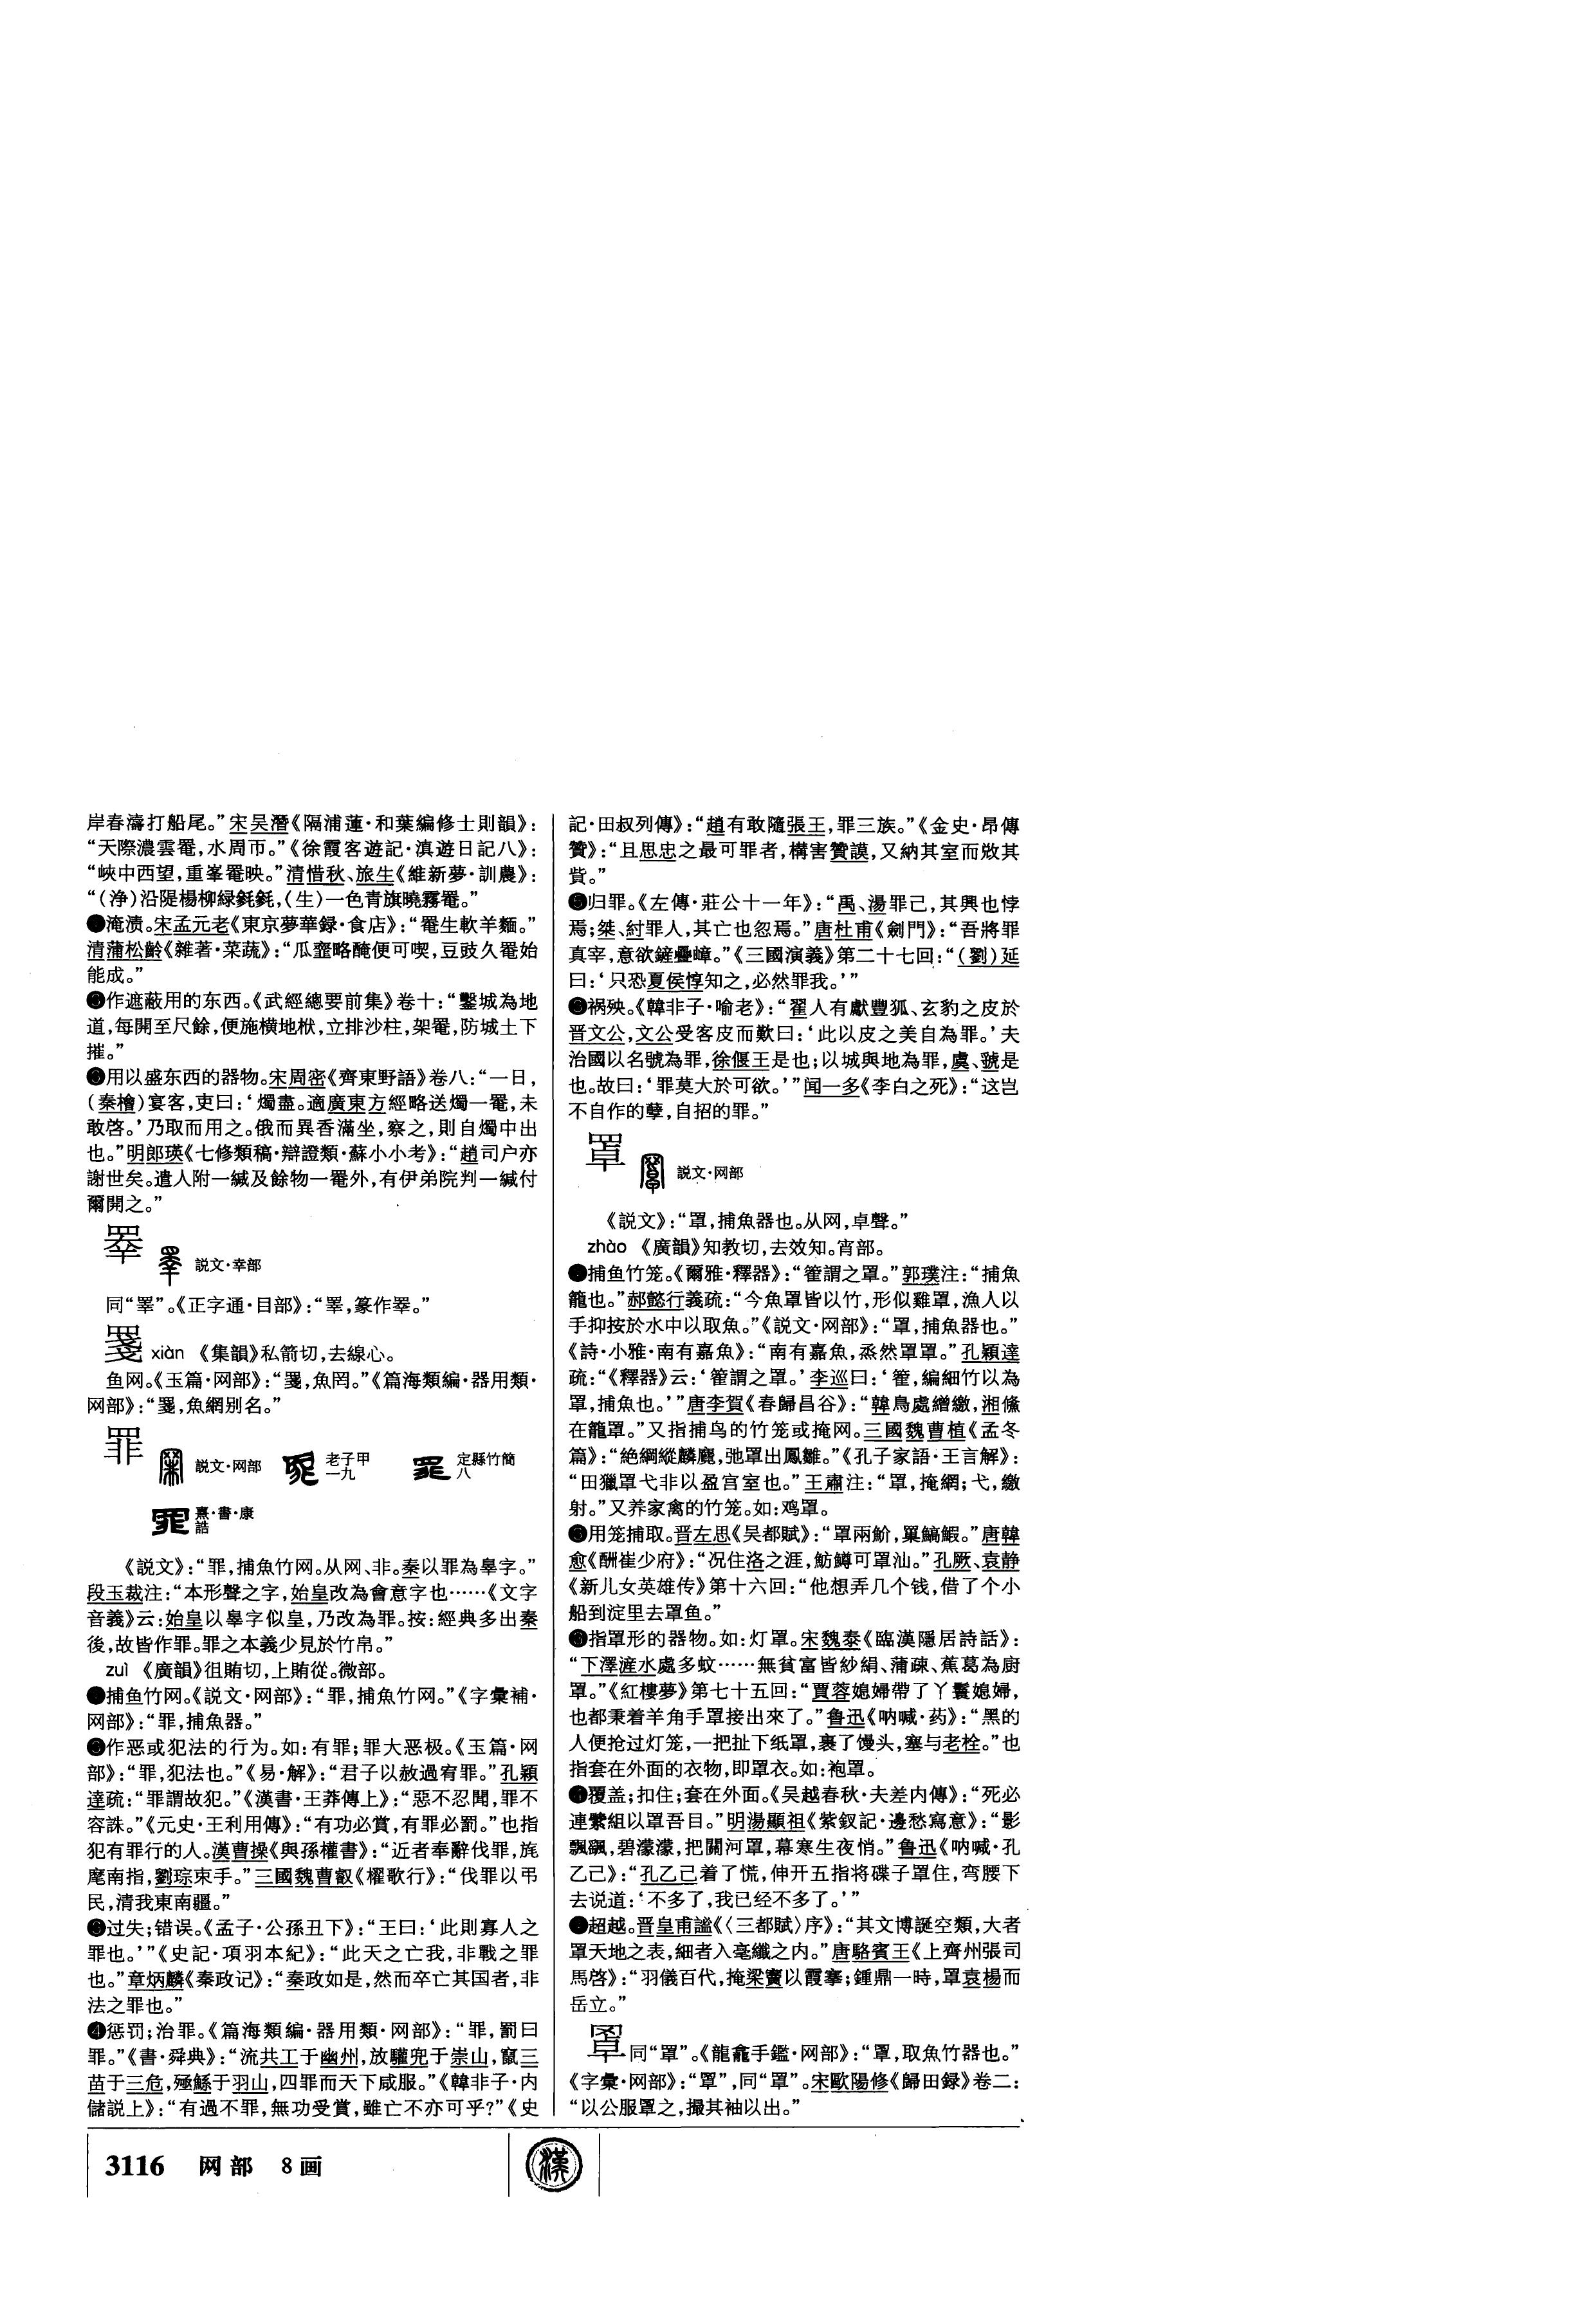 岸春濤打船尾。”宋吴潛《隔浦蓮·和葉編修士則韻》：
“天際濃雲罨，水周帀。”《徐霞客遊記·滇遊日記八》：
“峽中西望，重峯罨映。”清惜秋、旅生《維新夢·訓農》：
“（浄）沿隄楊柳緑毿毿，（生）一色青旗曉霧罨。”
淹渍。宋孟元老《東京夢華録·食店》：“罨生軟羊麵。”
清蒲松齡《雜著·菜蔬》：“瓜虀略醃便可喫，豆豉久罨始
能成。”
作遮蔽用的东西。《武經總要前集》卷十：“鑿城為地
道，每開至尺餘，便施横地栿，立排沙柱，架罨，防城土下
摧。”
用以盛东西的器物。宋周密《齊東野語》卷八：“一日，
（秦檜）宴客，吏曰：‘燭盡。適廣東方經略送燭一罨，未
敢啓。’乃取而用之。俄而異香滿坐，察之，則自燭中出
也。”明郎瑛《七修類稿·辯證類·蘇小小考》：“趙司户亦
謝世矣。遣人附一緘及餘物一罨外，有伊弟院判一緘付
爾開之。”
説文·幸部
同“睪”。《正字通·目部》：“睪，篆作睪。”
xiàn 《集韻》私箭切，去線心。
鱼网。《玉篇·网部》：“，魚罔。”《篇海類編·器用類·
网部》：“，魚網别名。”
罪 説文·网部 老子甲一九 定縣竹簡八
熹·書·康誥
《説文》：“罪，捕魚竹网。从网、非。秦以罪為辠字。”
段玉裁注：“本形聲之字，始皇改為會意字也……《文字
音義》云：始皇以辠字似皇，乃改為罪。按：經典多出秦
後，故皆作罪。罪之本義少見於竹帛。”
zuì 《廣韻》徂賄切，上賄從。微部。
捕鱼竹网。《説文·网部》：“罪，捕魚竹网。”《字彙補·
网部》：“罪，捕魚器。”
作恶或犯法的行为。如：有罪；罪大恶极。《玉篇·网
部》：“罪，犯法也。”《易·解》：“君子以赦過宥罪。”孔穎
達疏：“罪謂故犯。”《漢書·王莽傳上》：“惡不忍聞，罪不
容誅。”《元史·王利用傳》：“有功必賞，有罪必罰。”也指
犯有罪行的人。漢曹操《與孫權書》：“近者奉辭伐罪，旄
麾南指，劉琮束手。”三國魏曹叡《櫂歌行》：“伐罪以弔
民，清我東南疆。”
过失；错误。《孟子·公孫丑下》：“王曰：‘此則寡人之
罪也。’”《史記·項羽本紀》：“此天之亡我，非戰之罪
也。”章炳麟《秦政记》：“秦政如是，然而卒亡其国者，非
法之罪也。”
❹惩罚；治罪。《篇海類編·器用類·网部》：“罪，罰曰
罪。”《書·舜典》：“流共工于幽州，放驩兜于崇山，竄三
苗于三危，殛鯀于羽山，四罪而天下咸服。”《韓非子·内
儲説上》：“有過不罪，無功受賞，雖亡不亦可乎？”《史
記·田叔列傳》：“趙有敢隨張王，罪三族。”《金史·昂傳
贊》：“且思忠之最可罪者，構害贊謨，又納其室而敚其
貲。”
❺归罪。《左傳·莊公十一年》：“禹、湯罪己，其興也悖
焉；桀、紂罪人，其亡也忽焉。”唐杜甫《劍門》：“吾將罪
真宰，意欲鏟疊嶂。”《三國演義》第二十七回：“（劉）延
曰：‘只恐夏侯惇知之，必然罪我。’”
祸殃。《韓非子·喻老》：“翟人有獻豐狐、玄豹之皮於
晋文公，文公受客皮而歎曰：‘此以皮之美自為罪。’夫
治國以名號為罪，徐偃王是也；以城與地為罪，虞、虢是
也。故曰：‘罪莫大於可欲。’”闻一多《李白之死》：“这岂
不自作的孽，自招的罪。”
罩 説文·网部
《説文》：“罩，捕魚器也。从网，卓聲。”
zhào 《廣韻》知教切，去效知。宵部。
捕鱼竹笼。《爾雅·釋器》：“篧謂之罩。”郭璞注：“捕魚
籠也。”郝懿行義疏：“今魚罩皆以竹，形似雞罩，漁人以
手抑按於水中以取魚。”《説文·网部》：“罩，捕魚器也。”
《詩·小雅·南有嘉魚》：“南有嘉魚，烝然罩罩。”孔穎達
疏：“《釋器》云：‘篧謂之罩。’李巡曰：‘篧，編細竹以為
罩，捕魚也。’”唐李賀《春歸昌谷》：“韓鳥處繒繳，湘儵
在籠罩。”又指捕鸟的竹笼或掩网。三國魏曹植《孟冬
篇》：“絶綱縱麟麑，弛罩出鳳雛。”《孔子家語·王言解》：
“田獵罩弋非以盈宫室也。”王肅注：“罩，掩網；弋，繳
射。”又养家禽的竹笼。如：鸡罩。
用笼捕取。晋左思《吴都賦》：“罩兩魪，罺鰝鰕。”唐韓
愈《酬崔少府》：“况住洛之涯，魴鱒可罩汕。”孔厥、袁静
《新儿女英雄传》第十六回：“他想弄几个钱，借了个小
船到淀里去罩鱼。”
指罩形的器物。如：灯罩。宋魏泰《臨漢隱居詩話》：
“下澤滻水處多蚊……無貧富皆紗絹、蒲疎、蕉葛為厨
罩。”《紅樓夢》第七十五回：“賈蓉媳婦帶了丫鬟媳婦，
也都秉着羊角手罩接出來了。”鲁迅《呐喊·药》：“黑的
人便抢过灯笼，一把扯下纸罩，裹了馒头，塞与老栓。”也
指套在外面的衣物，即罩衣。如：袍罩。
覆盖；扣住；套在外面。《吴越春秋·夫差内傳》：“死必
連繴組以罩吾目。”明湯顯祖《紫釵記·邊愁寫意》：“影
飄飖，碧濛濛，把關河罩，幕寒生夜悄。”鲁迅《呐喊·孔
乙己》：“孔乙己着了慌，伸开五指将碟子罩住，弯腰下
去说道：‘不多了，我已经不多了。’”
超越。晋皇甫謐《〈三都賦〉序》：“其文博誕空類，大者
罩天地之表，細者入毫纖之内。”唐駱賓王《上齊州張司
馬啓》：“羽儀百代，掩梁竇以霞搴；鍾鼎一時，罩袁楊而
岳立。”
同“罩”。《龍龕手鑑·网部》：“罩，取魚竹器也。”
《字彙·网部》：“”，同“罩”。宋歐陽修《歸田録》卷二：
“以公服罩之，撮其袖以出。”
3116 网部 8画 漢